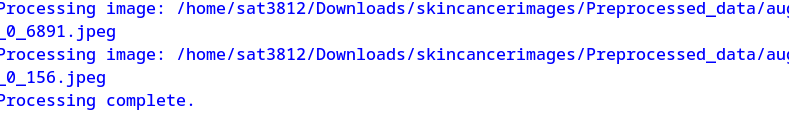 Processing image: /home/sat3812/Downloads/skincancerimages/Preprocessed_data/aug
_0_6891.jpeg
Processing image: /home/sat3812/Downloads/skincancerimages/Preprocessed_data/aug
_0_156.jpeg
Processing complete.